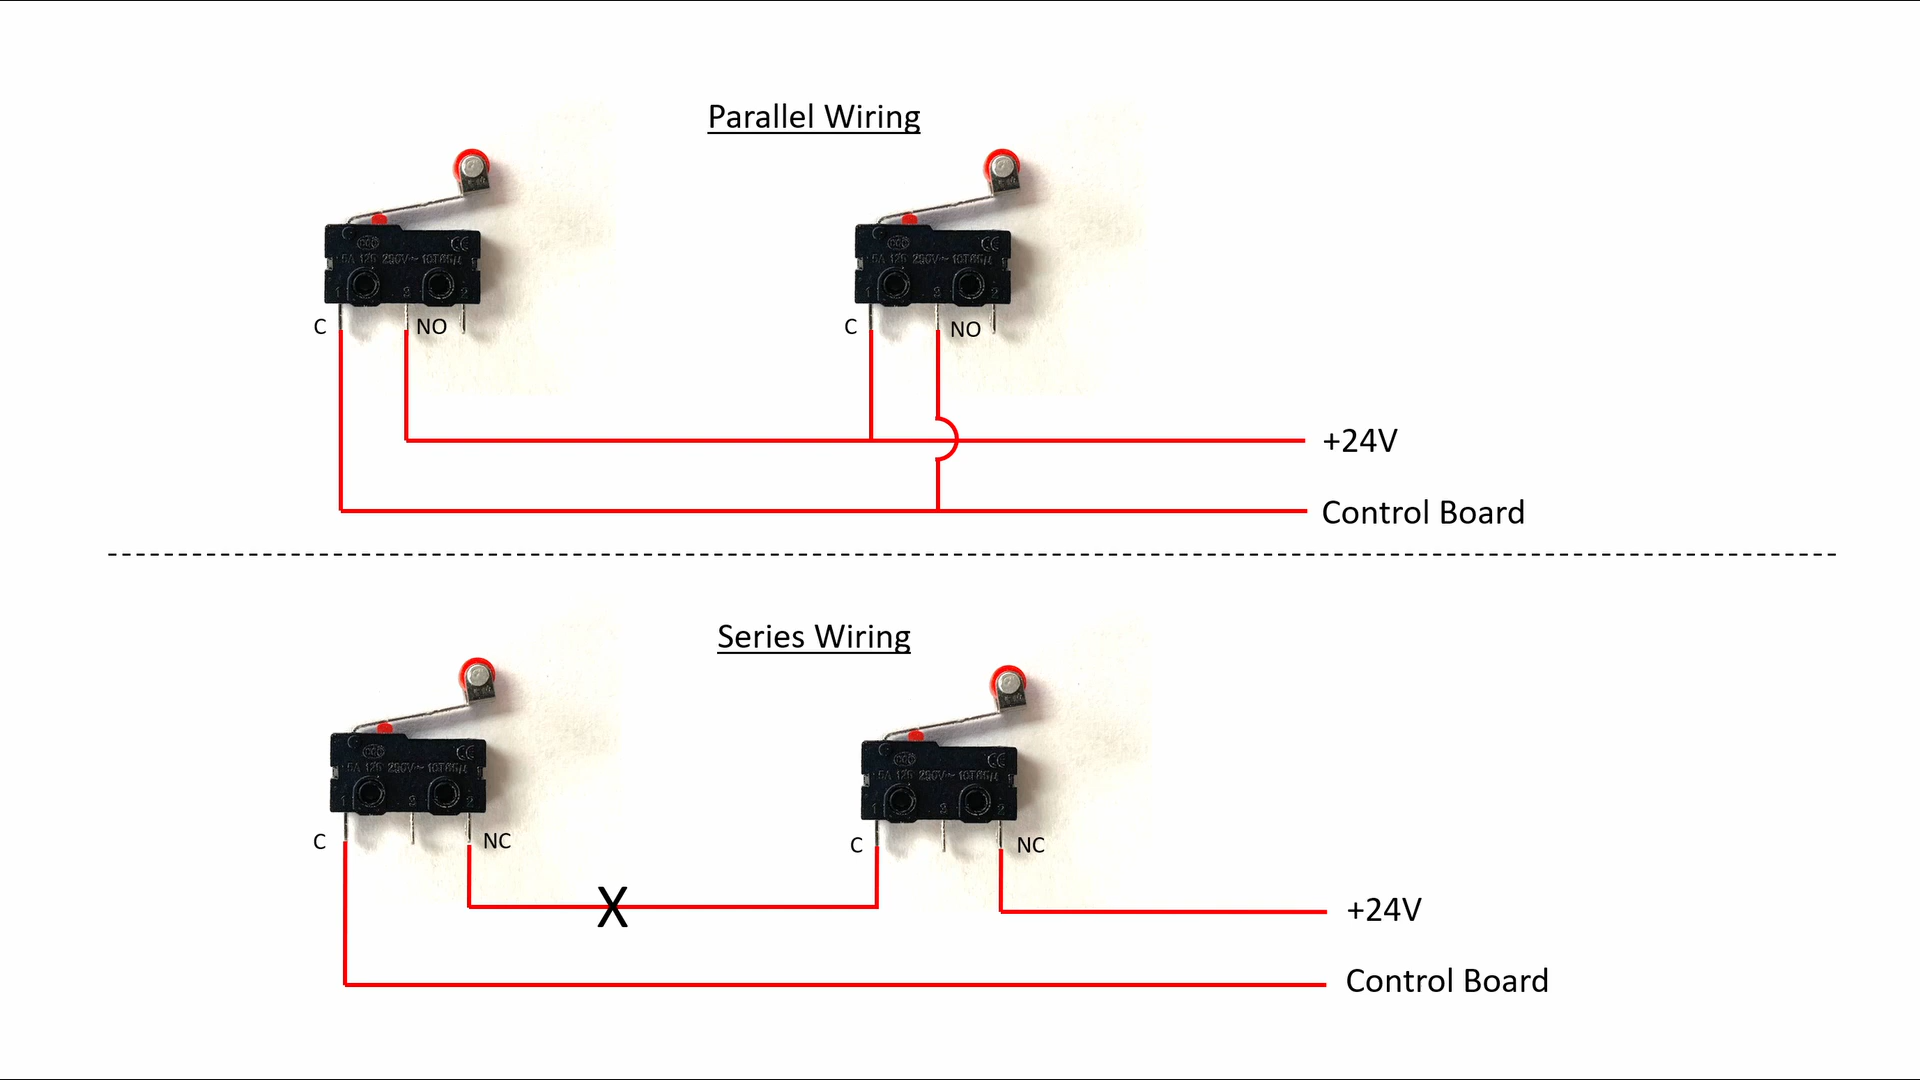 Parallel Wiring
C
NO
C
NO
+24V
Control Board
Series Wiring
C
NC
X
C
NC
+24V
Control Board